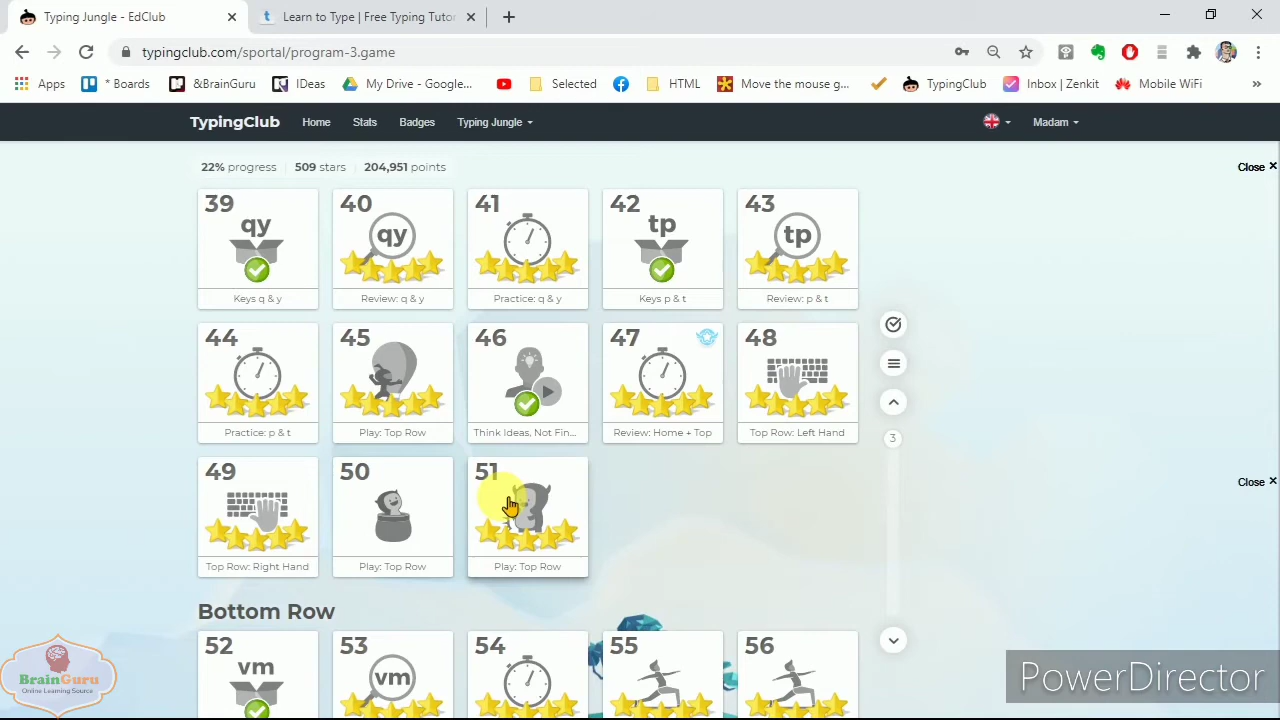 Typing Jungle - EdClub
t Learn to Type | Free Typing Tutor
typingclub.com/sportal/program-3.game
Apps * Boards &BrainGuru IDeas My Drive - Google... Selected HTML Move the mouse g... TypingClub Inbox | Zenkit Mobile WiFi »
TypingClub Home Stats Badges Typing Jungle Madam
22% progress 509 stars 204,951 points Close ×
39 40 41 42 43
qy qy tp tp
Keys q & y Review: q & y Practice: q & y Keys p & t Review: p & t
44 45 46 47 48
Practice: p & t Play: Top Row Think Ideas, Not Fin... Review: Home + Top Top Row: Left Hand
3
49 50 51
Close ×
Top Row: Right Hand Play: Top Row Play: Top Row
Bottom Row
52 53 54 55 56
vm vm
BrainGuru
Online Learning Source
PowerDirector